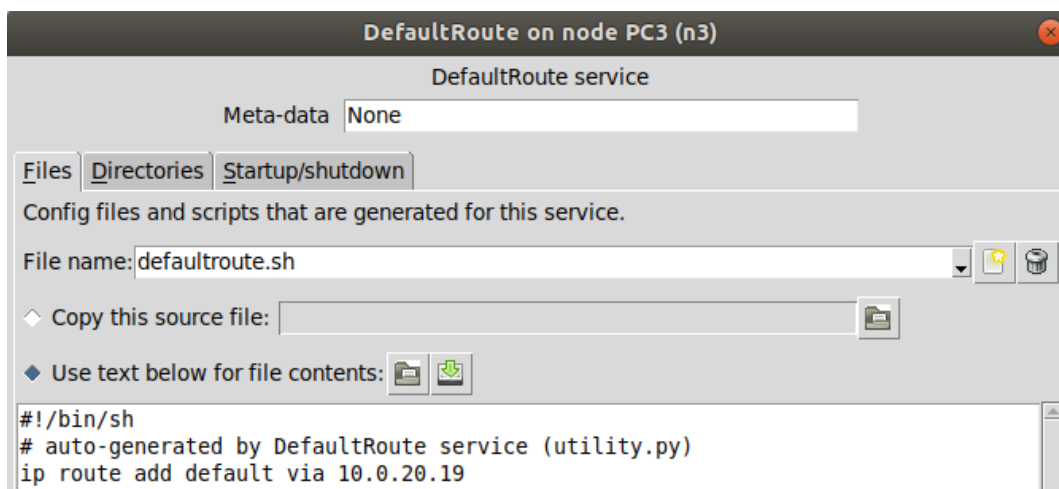 DefaultRoute on node PC3 (n3)
DefaultRoute service
Meta-data None
Files Directories Startup/shutdown
Config files and scripts that are generated for this service.
File name: defaultroute.sh
Copy this source file:
Use text below for file contents:
#!/bin/sh
# auto-generated by DefaultRoute service (utility.py)
ip route add default via 10.0.20.19